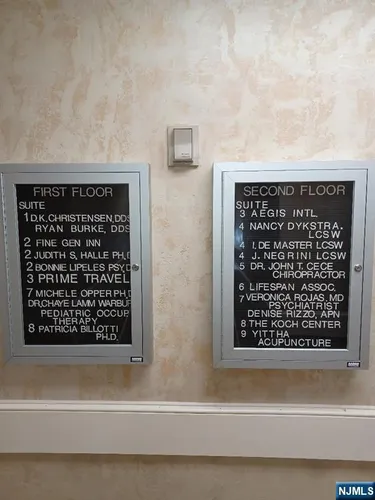 FIRST FLOOR
SUITE
1 D.K. CHRISTENSEN, DDS
RYAN BURKE, DDS
2 FINE GEN INN
2 JUDITH S, HALLE PH,
2 BONNIE LIPELES PSY,D
3 PRIME TRAVEL
7 MICHELE OPPER PH,
DR,CHAYE LAMM WARBUR
PEDIATRIC OCCUP
THERAPY
8 PATRICIA BILLOTTI
PH.D,
SECOND FLOOR
SUITE
3 AEGIS INTL
4 NANCY DYKSTRA.
LCSW
4 I. DE MASTER LCSW
4 J. NEGRINI LCSW
5 DR. JOHN T. CECE
CHIROPRACTOR
6 LIFESPAN ASSOC.
7 VERONICA ROJAS, MD
PSYCHIATRIST
DENISE RIZZO, APN
8 THE KOCH CENTER
9 YITTHA
ACUPUNCTURE
NJMLS